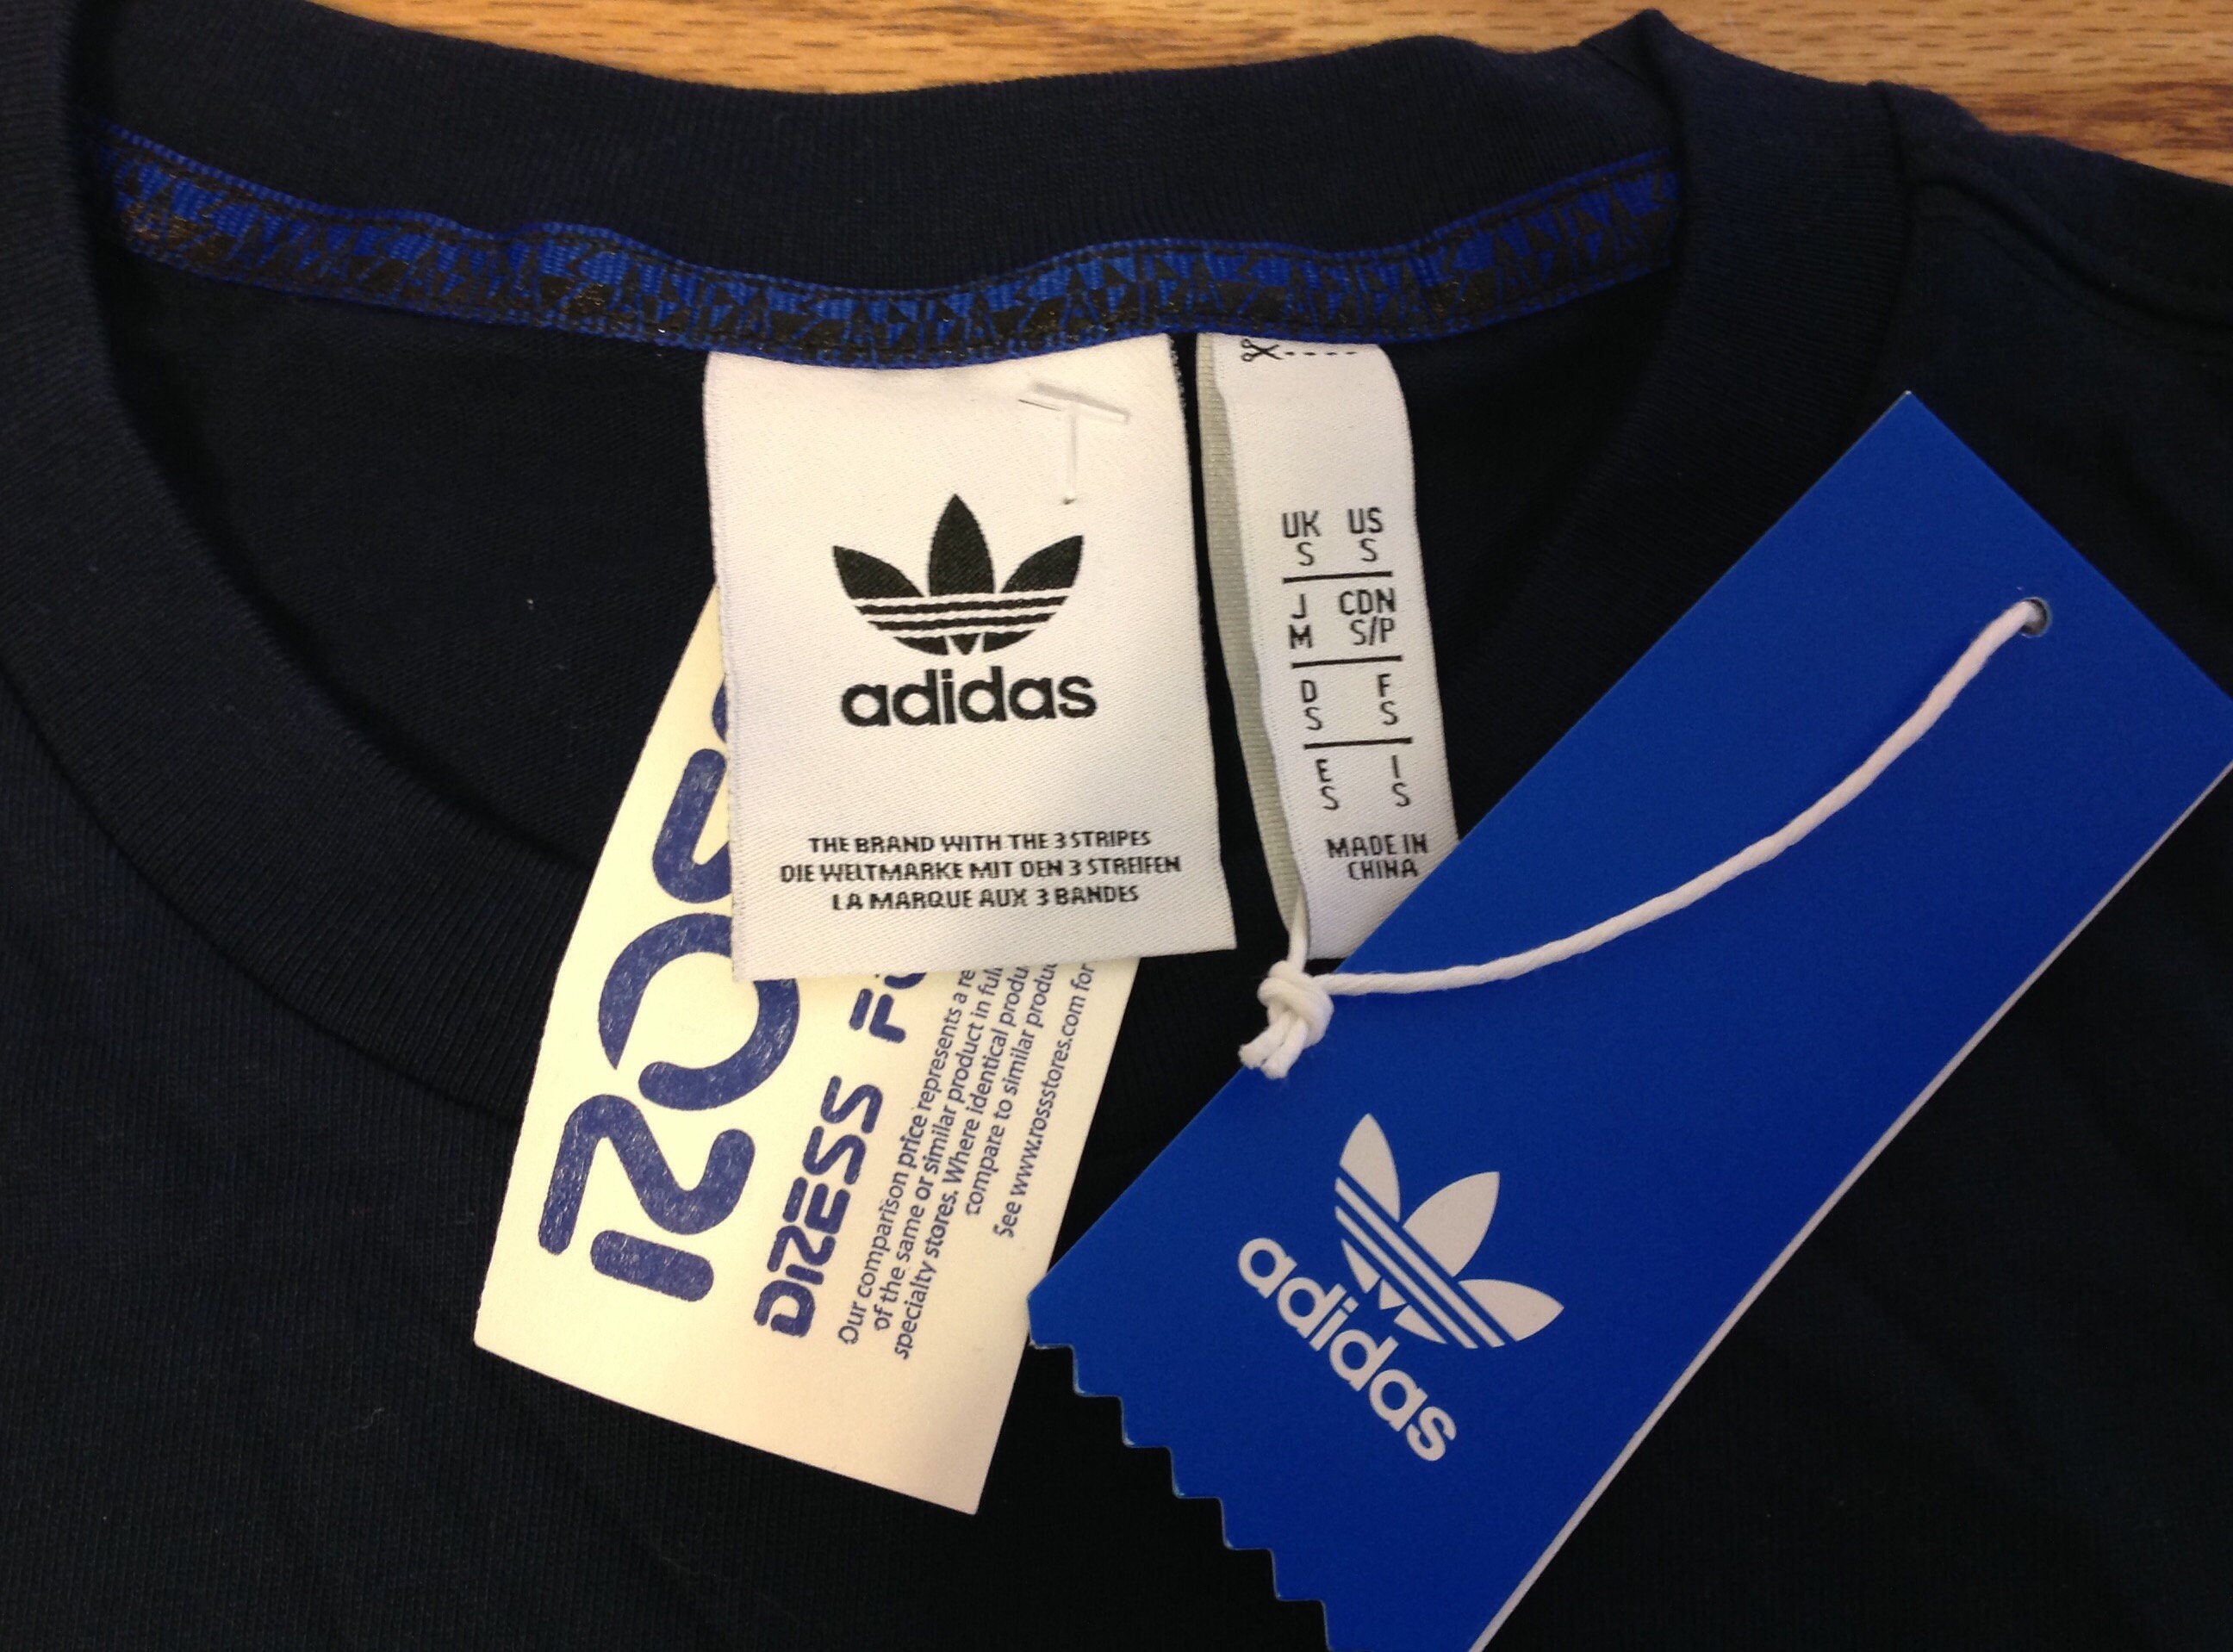 adidas
THE BRAND WITH THE 3 STRIPES
DIE WELTMARKE MIT DEN 3 STREIFEN
LA MARQUE AUX 3 BANDES
UK US
S S
J CDN
M S/P
D F
S S
E I
S S
MADE IN
CHINA
ROSS
DRESS
Our comparison price represents a
of the same or similar product in
specialty stores. Where identical
compare to similar
See www.rossstores.com for
adidas